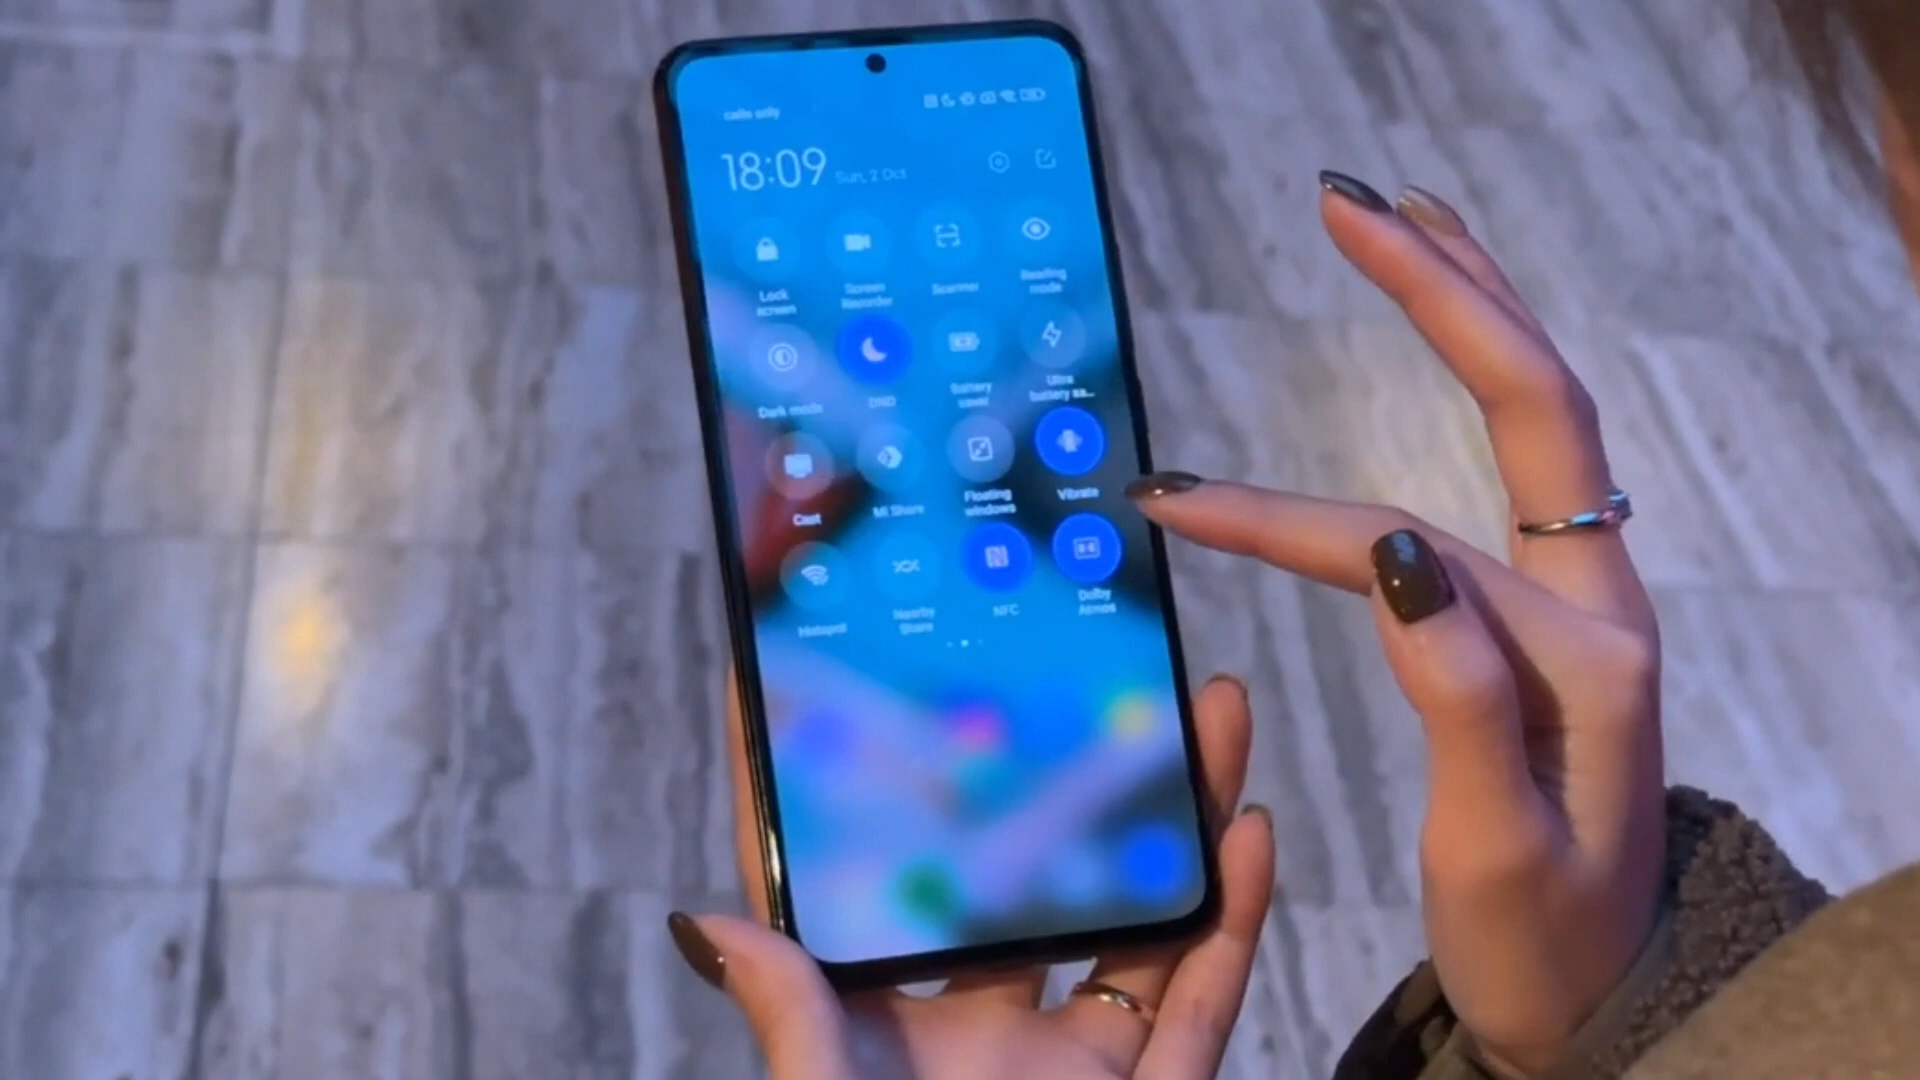 calls only
18:09 Sun, 2 Oct
Lock
screen
Screen
Recorder
Scanner
Reading
mode
Dark mode
DND
Battery
saver
Ultra
battery sa...
Cast
Mi Share
Floating
windows
Vibrate
Hotspot
Nearby
Share
NFC
Dolby
Atmos